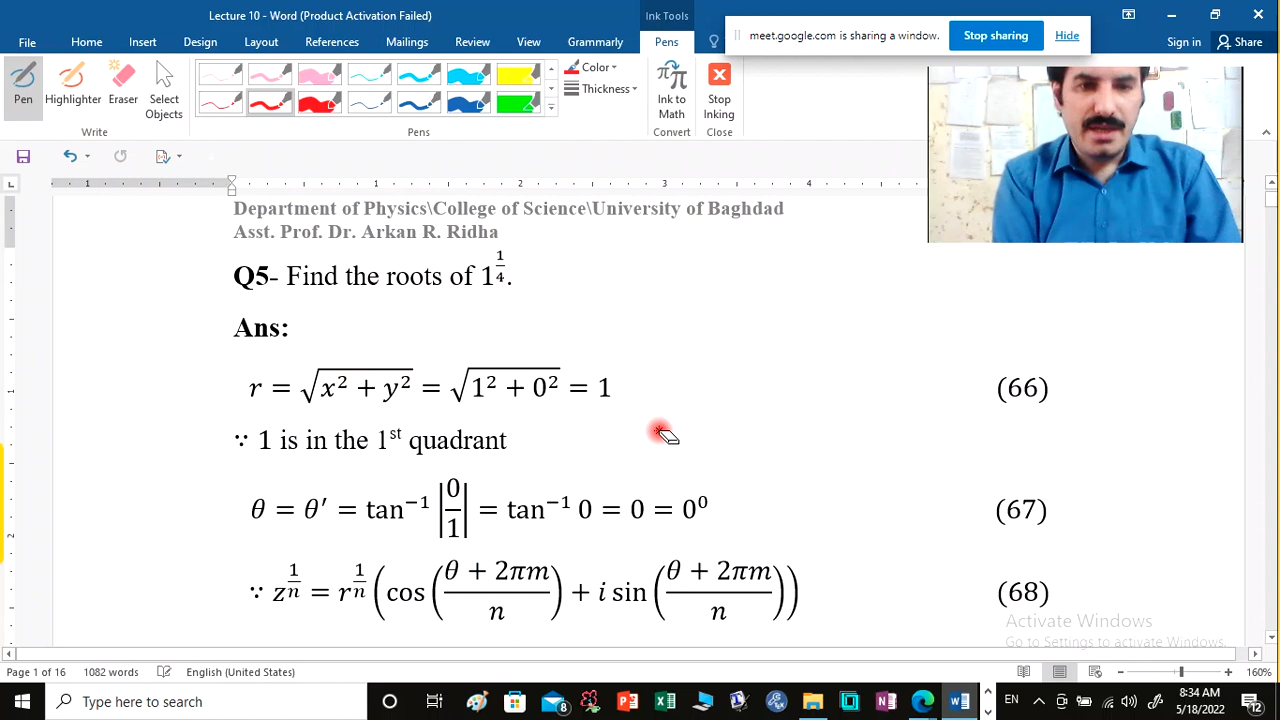 Lecture 10 - Word (Product Activation Failed)
Ink Tools
meet.google.com is sharing a window.
Stop sharing
Hide
File
Home
Insert
Design
Layout
References
Mailings
Review
View
Grammarly
Pens
Sign in
Share
Pen
Highlighter
Eraser
Select Objects
Color
Thickness
Ink to Math
Stop Inking
Write
Pens
Convert
Close
Department of Physics\College of Science\University of Baghdad
Asst. Prof. Dr. Arkan R. Ridha
Q5- Find the roots of 1^{1/4}.
Ans:
r = √(x² + y²) = √(1² + 0²) = 1 (66)
∵ 1 is in the 1st quadrant
θ = θ′ = tan⁻¹ |0/1| = tan⁻¹ 0 = 0 = 0⁰ (67)
∵ z^{1/n} = r^{1/n} (cos((θ + 2πm)/n) + i sin((θ + 2πm)/n)) (68)
Activate Windows
Go to Settings to activate Windows.
Page 1 of 16
1082 words
English (United States)
160%
Type here to search
EN
8:34 AM
5/18/2022